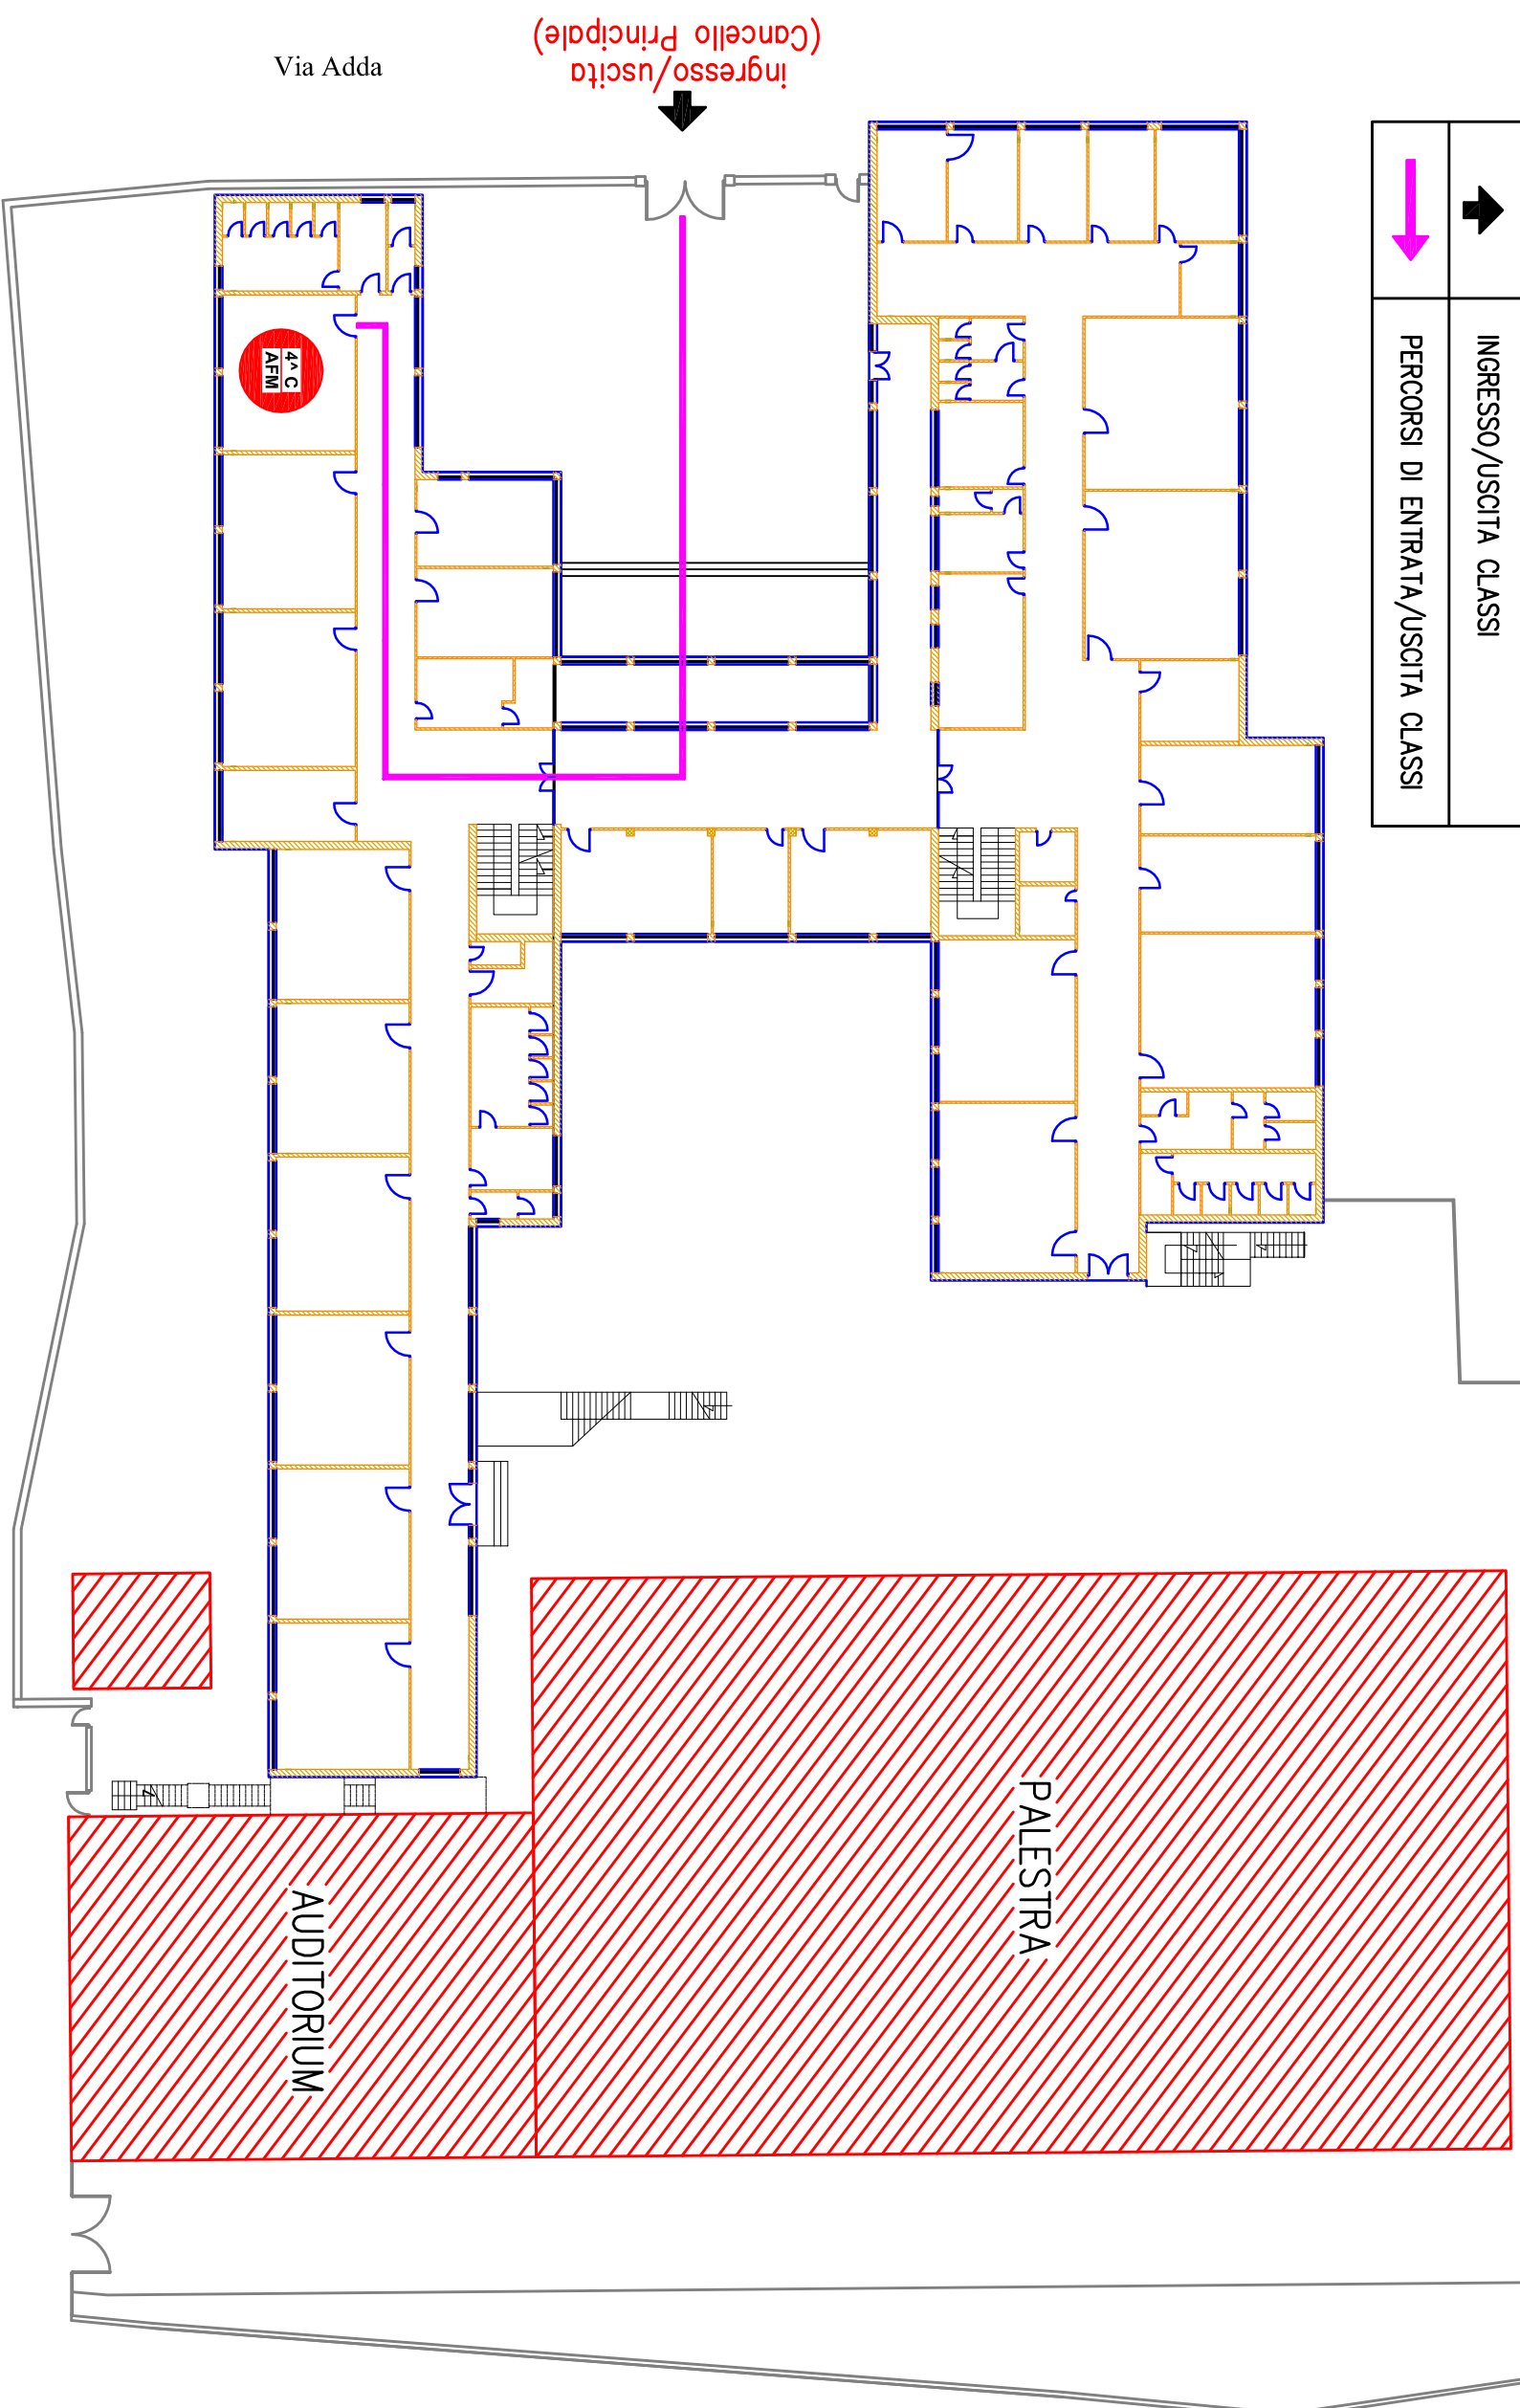 Via Adda
ingresso/uscita
(Cancello Principale)
INGRESSO/USCITA CLASSI
PERCORSI DI ENTRATA/USCITA CLASSI
4^ C
AFM
PALESTRA
AUDITORIUM